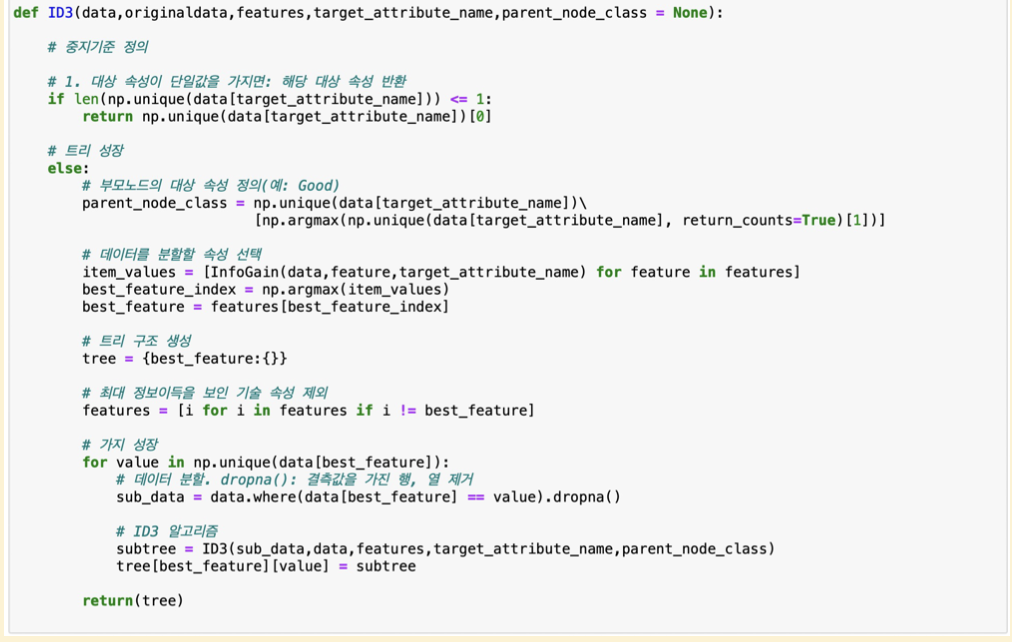 def ID3(data,originaldata,features,target_attribute_name,parent_node_class = None):
# 중지기준 정의
# 1. 대상 속성이 단일값을 가지면: 해당 대상 속성 반환
if len(np.unique(data[target_attribute_name])) <= 1:
return np.unique(data[target_attribute_name])[0]
# 트리 성장
else:
# 부모노드의 대상 속성 정의(예: Good)
parent_node_class = np.unique(data[target_attribute_name])\
[np.argmax(np.unique(data[target_attribute_name], return_counts=True)[1])]
# 데이터를 분할할 속성 선택
item_values = [InfoGain(data,feature,target_attribute_name) for feature in features]
best_feature_index = np.argmax(item_values)
best_feature = features[best_feature_index]
# 트리 구조 생성
tree = {best_feature:{}}
# 최대 정보이득을 보인 기술 속성 제외
features = [i for i in features if i != best_feature]
# 가지 성장
for value in np.unique(data[best_feature]):
# 데이터 분할. dropna(): 결측값을 가진 행, 열 제거
sub_data = data.where(data[best_feature] == value).dropna()
# ID3 알고리즘
subtree = ID3(sub_data,data,features,target_attribute_name,parent_node_class)
tree[best_feature][value] = subtree
return(tree)